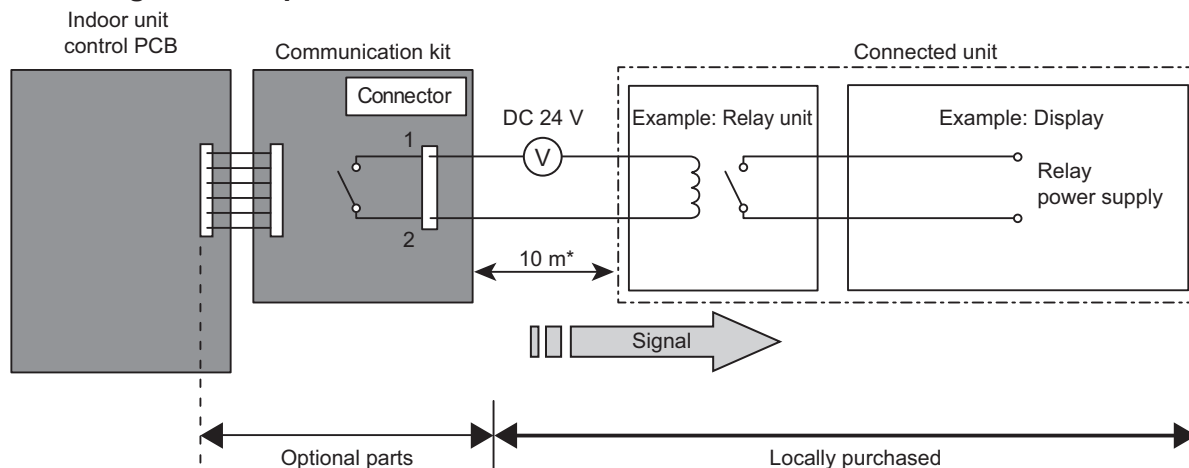 Indoor unit
control PCB
Communication kit
Connected unit
Connector
1
2
DC 24 V
V
Example: Relay unit
Example: Display
Relay
power supply
10 m*
Signal
Optional parts
Locally purchased